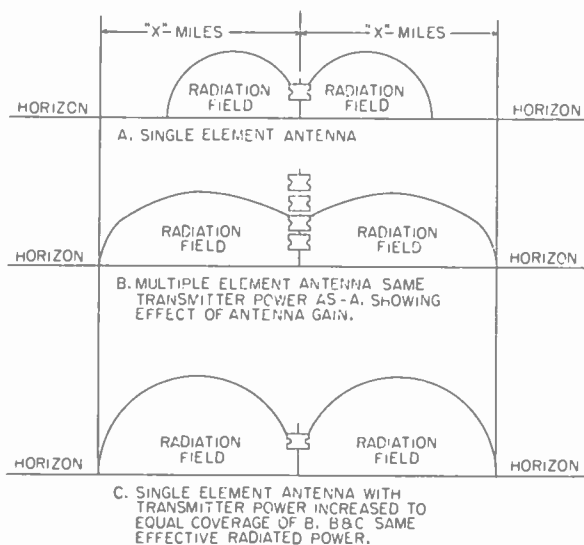 "X"- MILES "X"- MILES
RADIATION FIELD RADIATION FIELD
HORIZON HORIZON
A. SINGLE ELEMENT ANTENNA
RADIATION FIELD RADIATION FIELD
HORIZON HORIZON
B. MULTIPLE ELEMENT ANTENNA SAME
TRANSMITTER POWER AS -A. SHOWING
EFFECT OF ANTENNA GAIN.
RADIATION FIELD RADIATION FIELD
HORIZON HORIZON
C. SINGLE ELEMENT ANTENNA WITH
TRANSMITTER POWER INCREASED TO
EQUAL COVERAGE OF B. B&C SAME
EFFECTIVE RADIATED POWER.